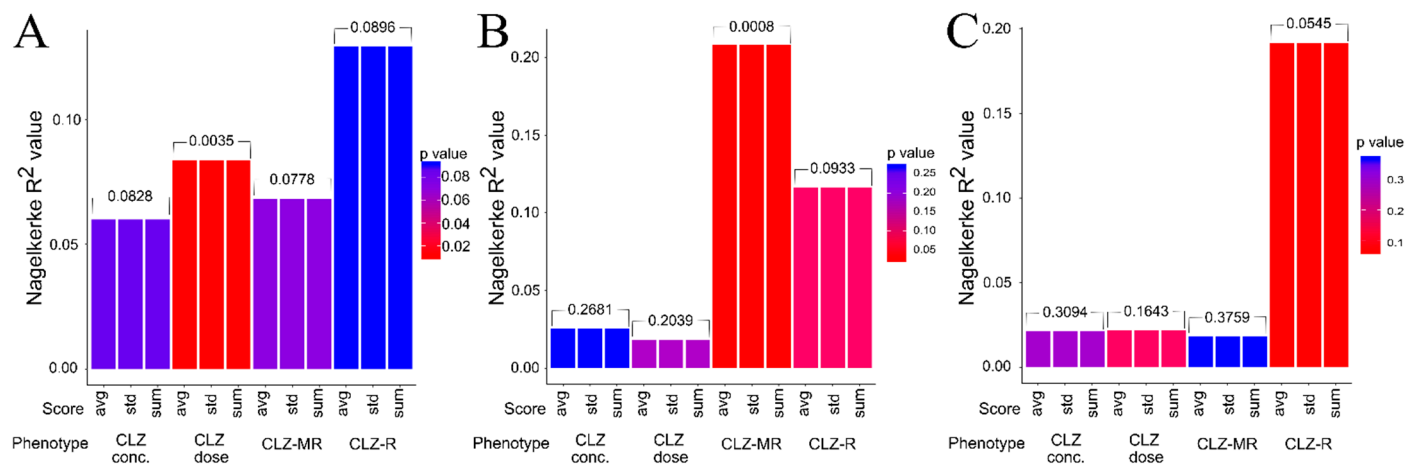 A
Nagelkerke R2 value
0.10
0.05
0.00
0.0828
0.0035
0.0778
0.0896
p value
0.08
0.06
0.04
0.02
Score
avg std sum avg std sum avg std sum avg std sum
Phenotype
CLZ conc.
CLZ dose
CLZ-MR
CLZ-R
B
Nagelkerke R2 value
0.20
0.15
0.10
0.05
0.00
0.2681
0.2039
0.0008
0.0933
p value
0.25
0.20
0.15
0.10
0.05
Score
avg std sum avg std sum avg std sum avg std sum
Phenotype
CLZ conc.
CLZ dose
CLZ-MR
CLZ-R
C
Nagelkerke R2 value
0.20
0.15
0.10
0.05
0.00
0.3094
0.1643
0.3759
0.0545
p value
0.3
0.2
0.1
Score
avg std sum avg std sum avg std sum avg std sum
Phenotype
CLZ conc.
CLZ dose
CLZ-MR
CLZ-R